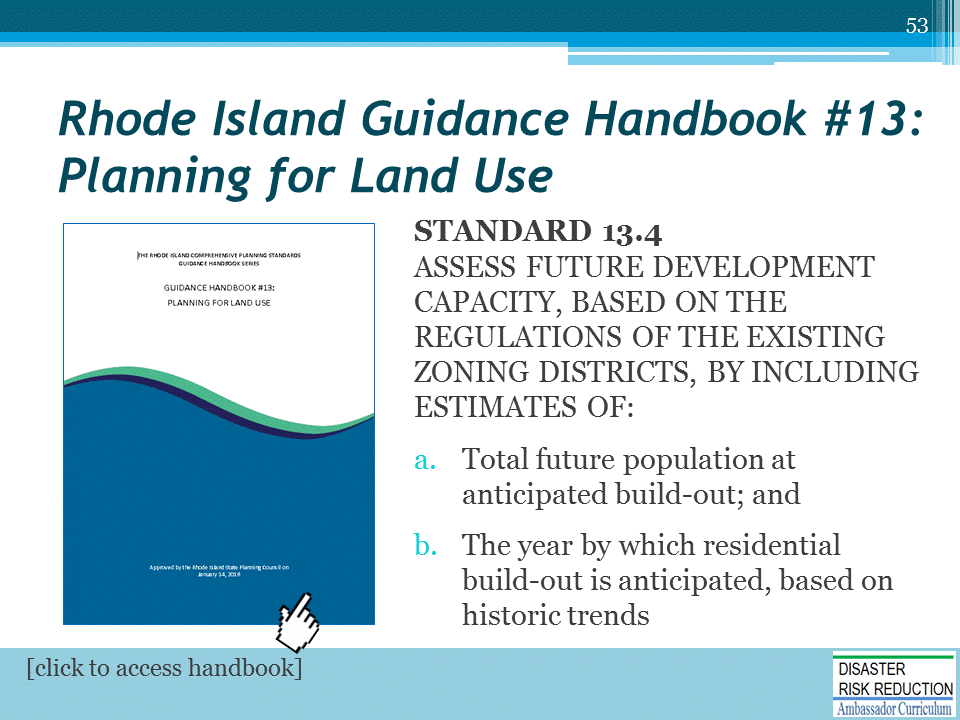 53
Rhode Island Guidance Handbook #13:
Planning for Land Use
THE RHODE ISLAND COMPREHENSIVE PLANNING STANDARDS
GUIDANCE HANDBOOK SERIES
GUIDANCE HANDBOOK #13:
PLANNING FOR LAND USE
Approved by the Rhode Island State Planning Council on
January 14, 2016
STANDARD 13.4
ASSESS FUTURE DEVELOPMENT
CAPACITY, BASED ON THE
REGULATIONS OF THE EXISTING
ZONING DISTRICTS, BY INCLUDING
ESTIMATES OF:
a. Total future population at
anticipated build-out; and
b. The year by which residential
build-out is anticipated, based on
historic trends
[click to access handbook]
DISASTER
RISK REDUCTION
Ambassador Curriculum